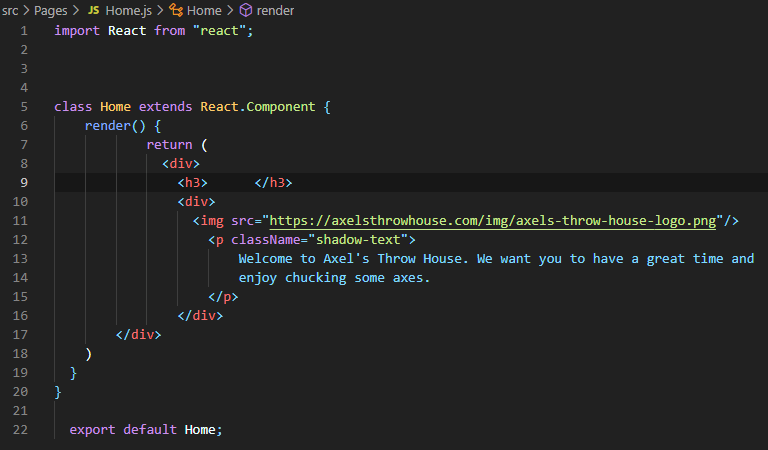 src > Pages > JS Home.js > Home > render
1 import React from "react";
2
3
4
5 class Home extends React.Component {
6     render() {
7             return (
8               <div>
9                 <h3>      </h3>
10                 <div>
11                   <img src="https://axelsthrowhouse.com/img/axels-throw-house-logo.png"/>
12                     <p className="shadow-text">
13                         Welcome to Axel's Throw House. We want you to have a great time and
14                         enjoy chucking some axes.
15                     </p>
16                 </div>
17         </div>
18     )
19   }
20 }
21
22   export default Home;